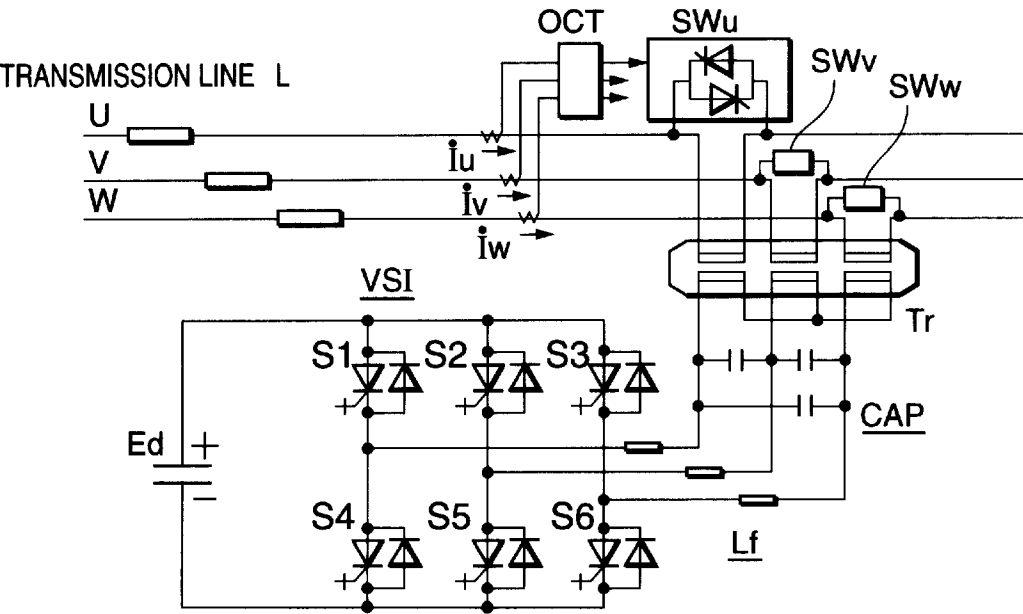 OCT
SWu
SWv
SWw
TRANSMISSION LINE L
U
V
W
iu
iv
iw
VSI
Tr
S1
S2
S3
CAP
Ed
+
−
S4
S5
S6
Lf